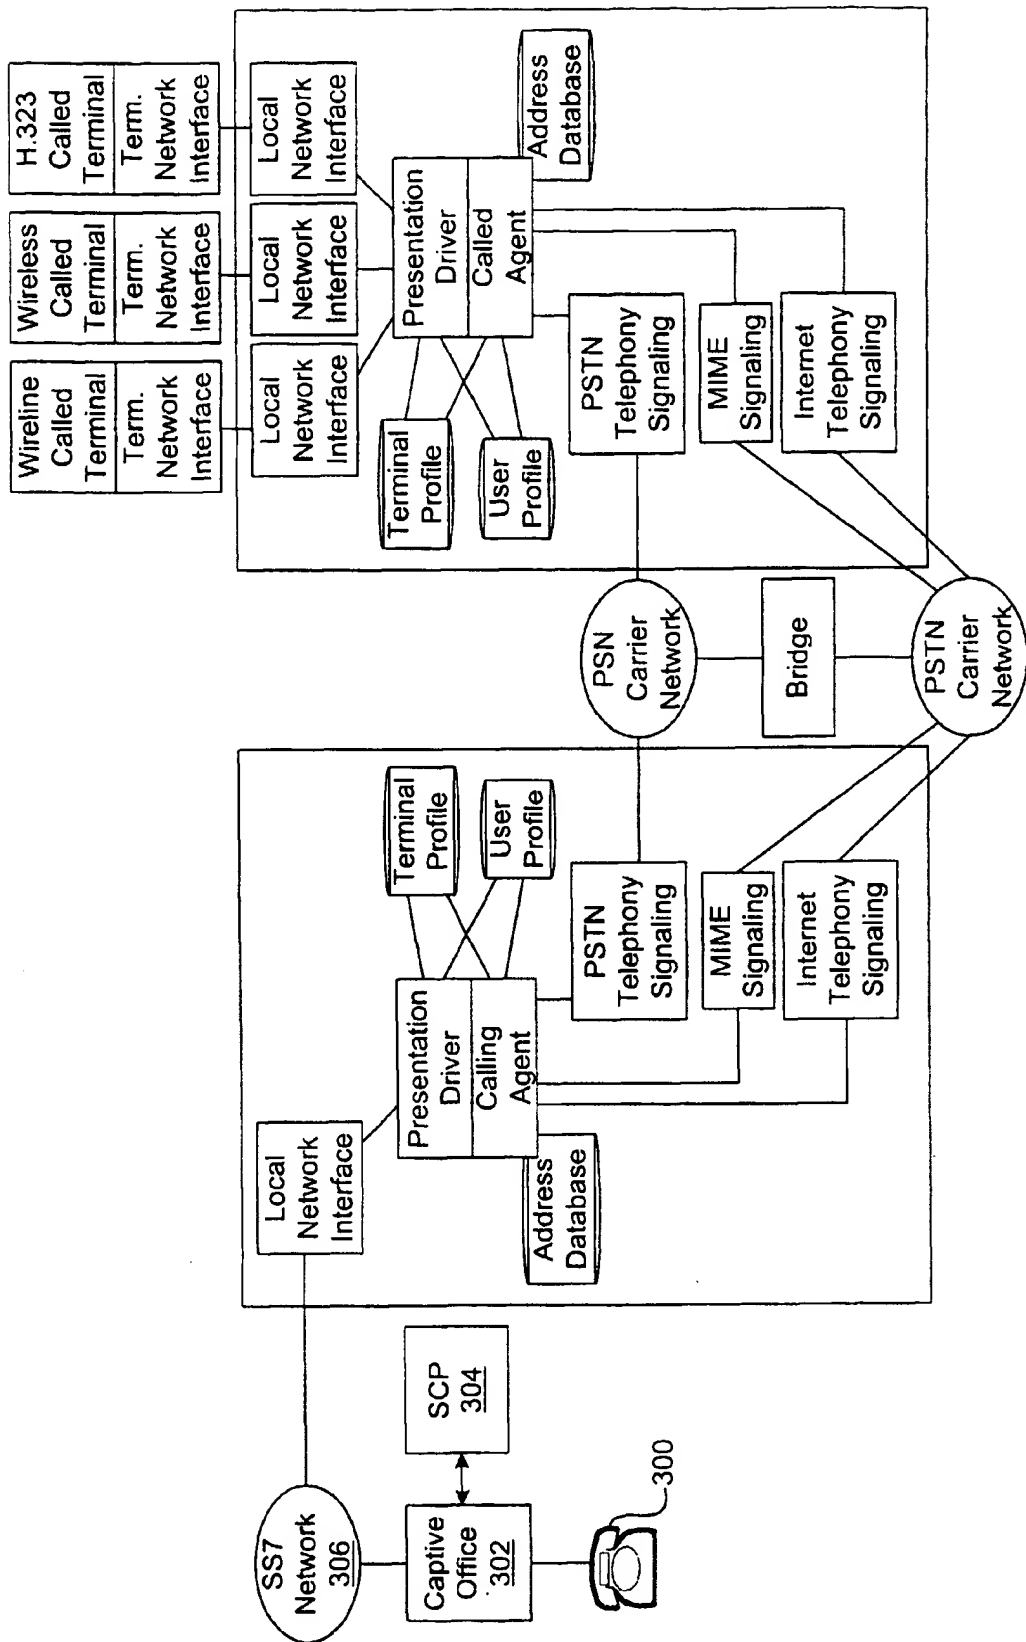 Wireline
Called
Terminal
Term.
Network
Interface
Wireless
Called
Terminal
Term.
Network
Interface
H.323
Called
Terminal
Term.
Network
Interface
SS7
Network
306
Local
Network
Interface
Local
Network
Interface
Local
Network
Interface
Local
Network
Interface
Captive
Office
302
SCP
304
Presentation
Driver
Calling
Agent
Terminal
Profile
User
Profile
Address
Database
Terminal
Profile
User
Profile
Presentation
Driver
Called
Agent
Address
Database
300
PSTN
Telephony
Signaling
PSN
Carrier
Network
PSTN
Telephony
Signaling
MIME
Signaling
Bridge
MIME
Signaling
Internet
Telephony
Signaling
PSTN
Carrier
Network
Internet
Telephony
Signaling